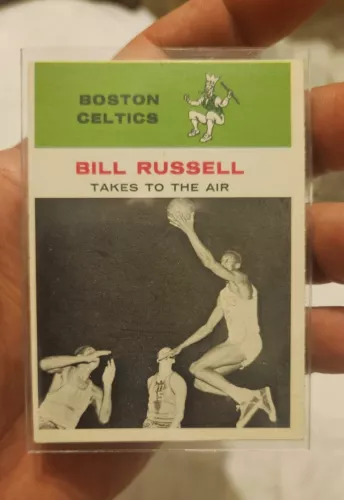 BOSTON
CELTICS
BILL RUSSELL
TAKES TO THE AIR